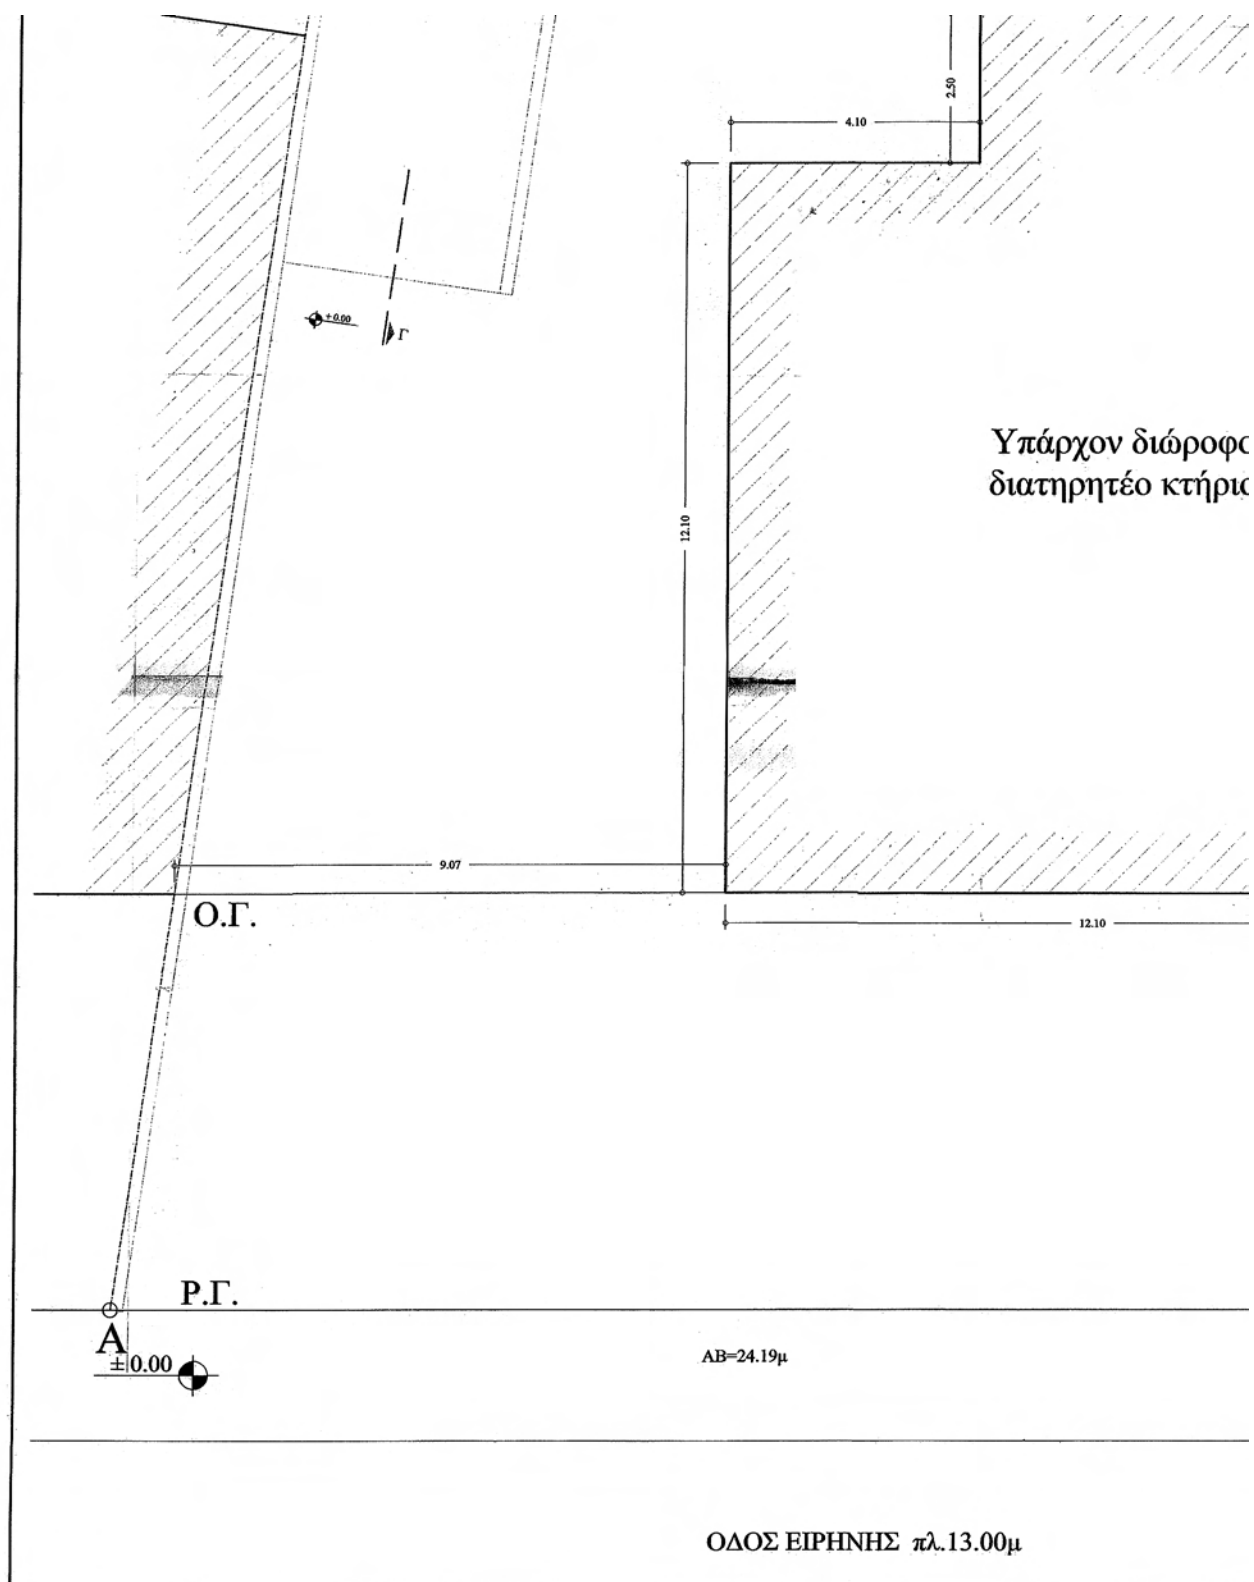 2.50
4.10
+0.00
Γ
Υπάρχον διώροφο
διατηρητέο κτήριο
12.10
9.07
Ο.Γ.
12.10
Ρ.Γ.
Α
±0.00
ΑΒ=24.19μ
ΟΔΟΣ ΕΙΡΗΝΗΣ πλ.13.00μ